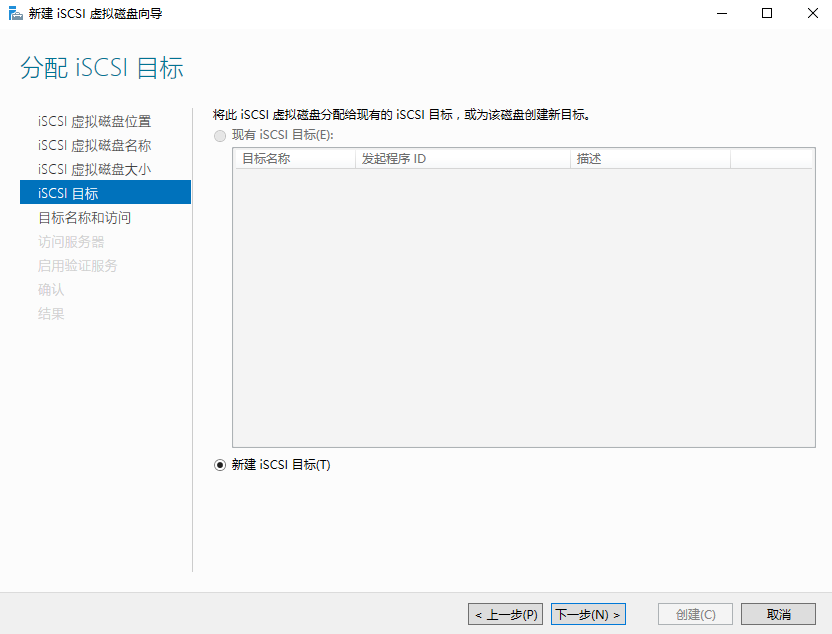 新建 iSCSI 虚拟磁盘向导
分配 iSCSI 目标
iSCSI 虚拟磁盘位置
iSCSI 虚拟磁盘名称
iSCSI 虚拟磁盘大小
iSCSI 目标
目标名称和访问
访问服务器
启用验证服务
确认
结果
将此 iSCSI 虚拟磁盘分配给现有的 iSCSI 目标，或为该磁盘创建新目标。
现有 iSCSI 目标(E):
目标名称 发起程序 ID 描述
新建 iSCSI 目标(T)
< 上一步(P) 下一步(N) > 创建(C) 取消